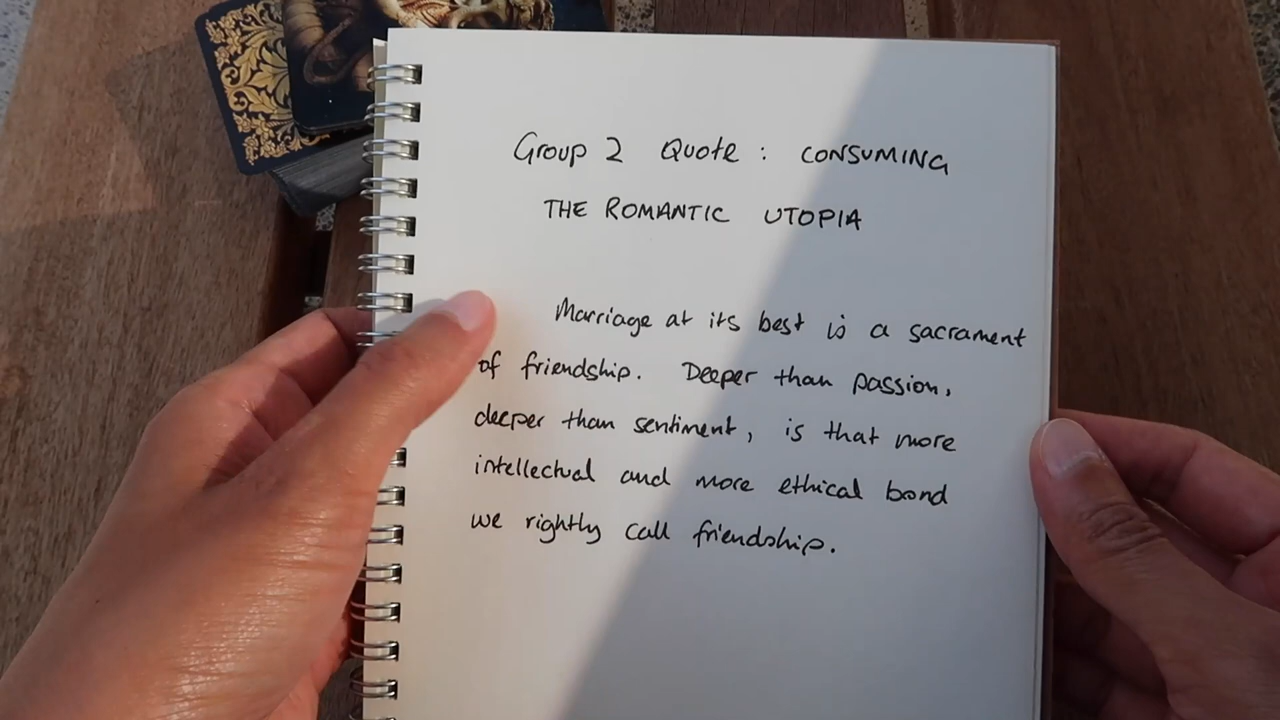 Group 2 Quote : CONSUMING
THE ROMANTIC UTOPIA
Marriage at its best is a sacrament
of friendship. Deeper than passion,
deeper than sentiment, is that more
intellectual and more ethical bond
we rightly call friendship.